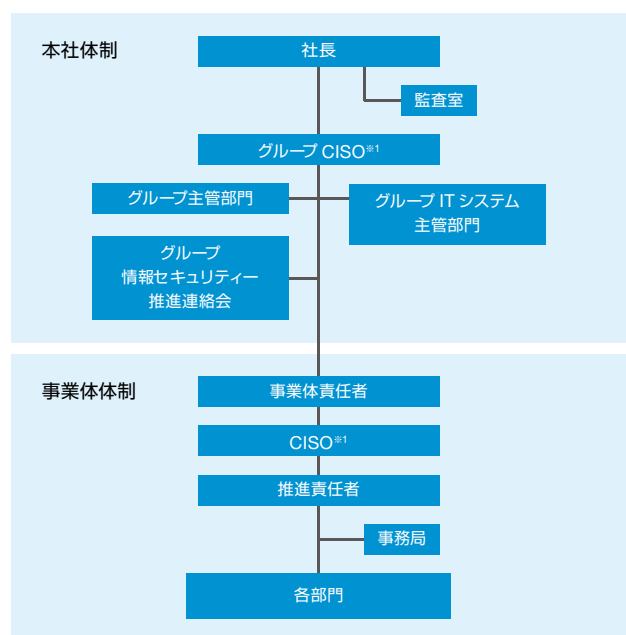 本社体制
社長
監査室
グループ CISO※1
グループ主管部門
グループ IT システム
主管部門
グループ
情報セキュリティー
推進連絡会
事業体体制
事業体責任者
CISO※1
推進責任者
事務局
各部門